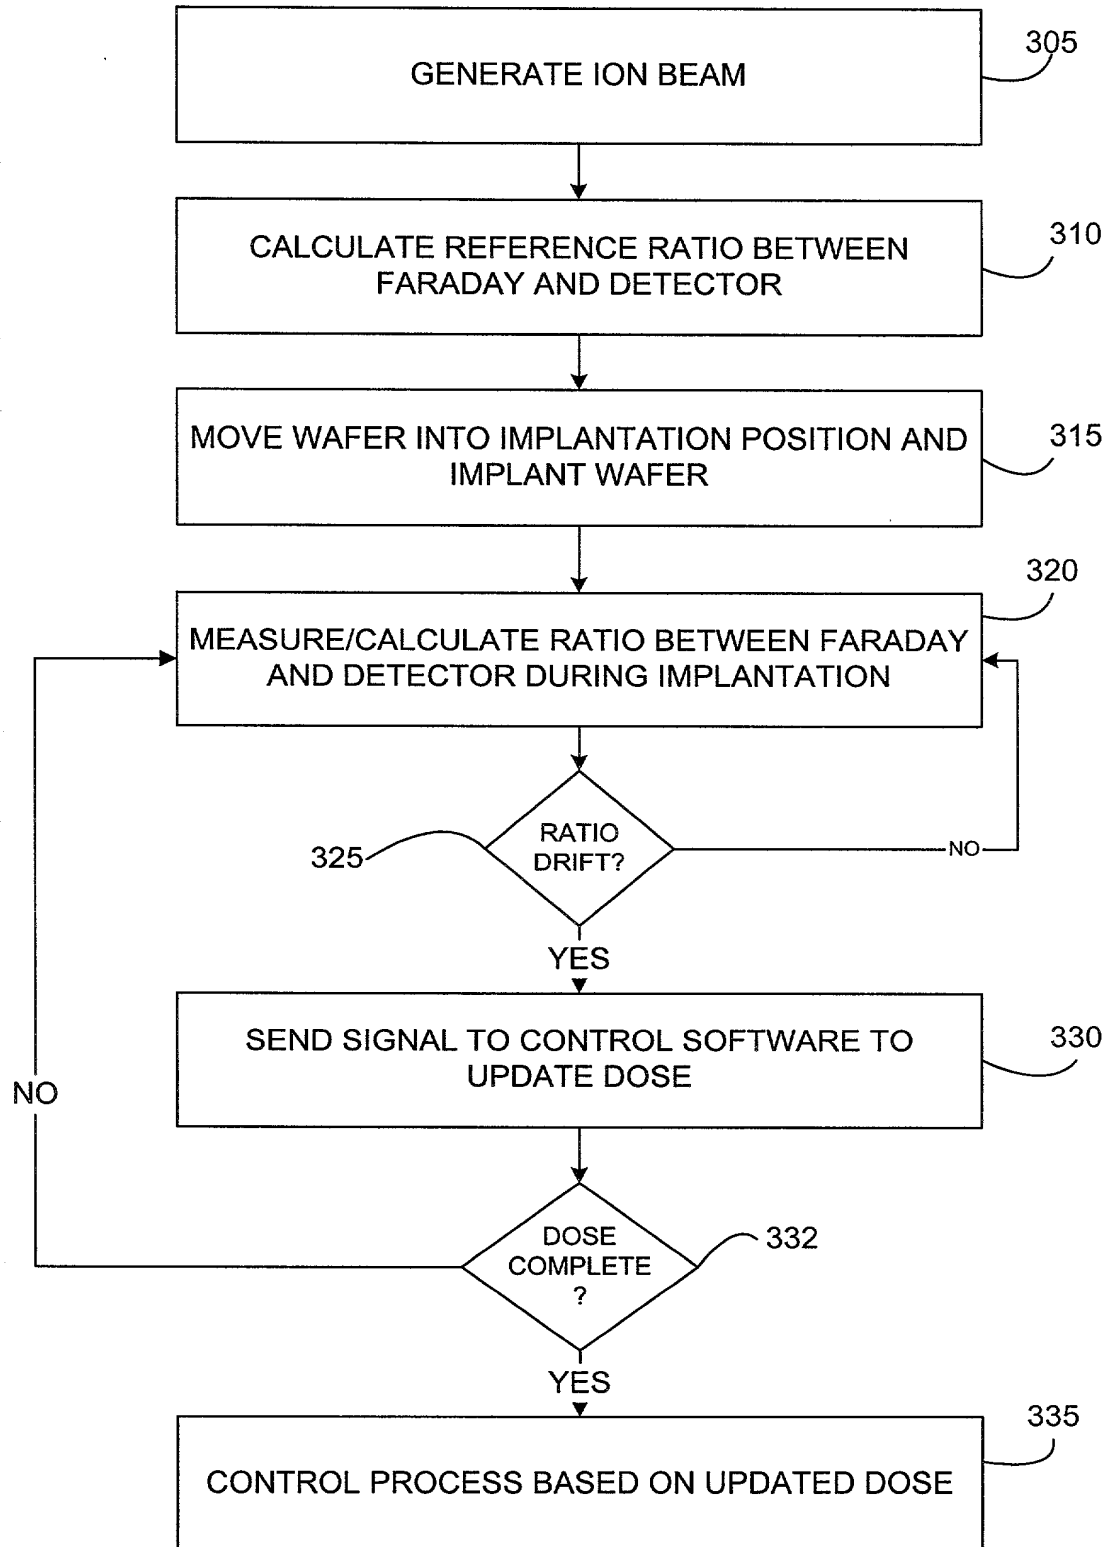 GENERATE ION BEAM
305
CALCULATE REFERENCE RATIO BETWEEN
FARADAY AND DETECTOR
310
MOVE WAFER INTO IMPLANTATION POSITION AND
IMPLANT WAFER
315
320
MEASURE/CALCULATE RATIO BETWEEN FARADAY
AND DETECTOR DURING IMPLANTATION
325
RATIO
DRIFT?
NO
YES
SEND SIGNAL TO CONTROL SOFTWARE TO
UPDATE DOSE
330
NO
DOSE
COMPLETE
?
332
YES
335
CONTROL PROCESS BASED ON UPDATED DOSE